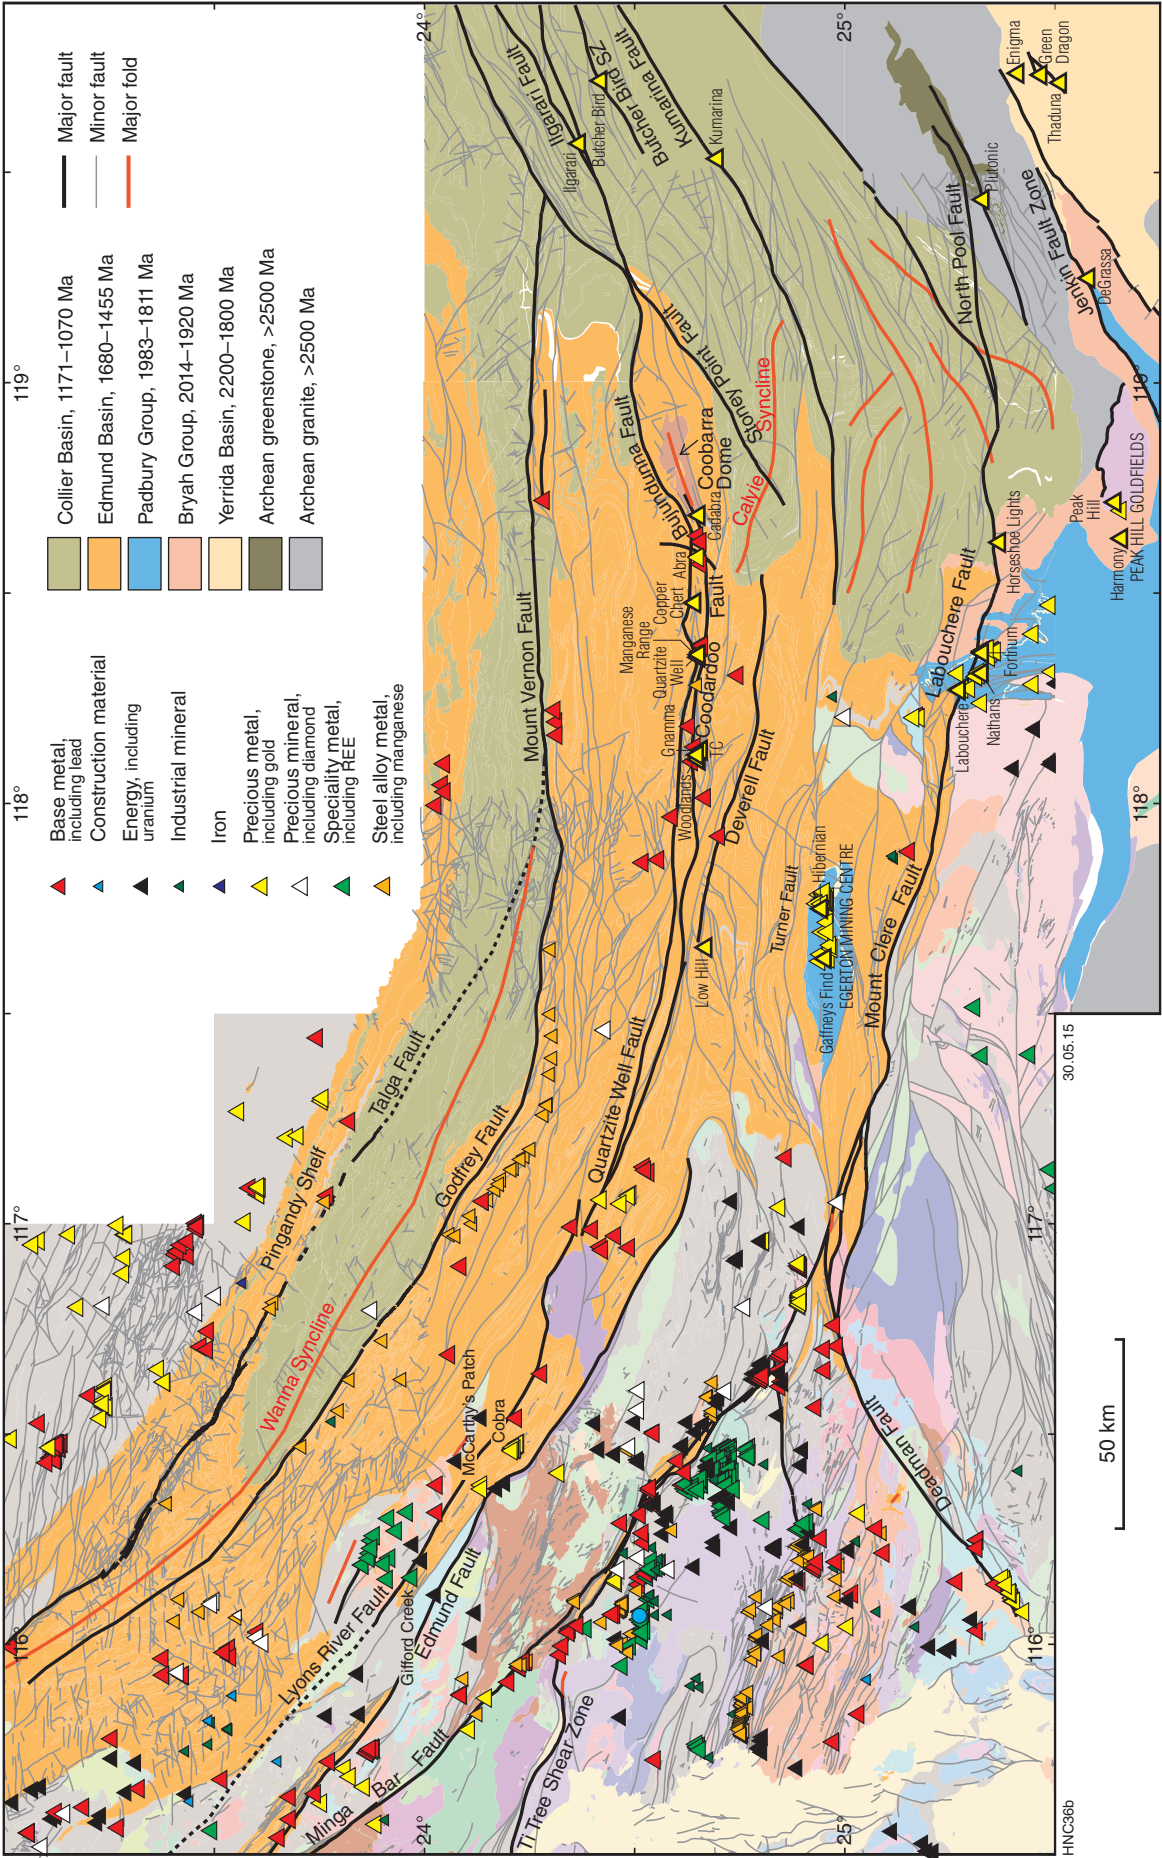 Collier Basin, 1171–1070 Ma
Edmund Basin, 1680–1455 Ma
Padbury Group, 1983–1811 Ma
Bryah Group, 2014–1920 Ma
Yerrida Basin, 2200–1800 Ma
Archean greenstone, >2500 Ma
Archean granite, >2500 Ma
Major fault
Minor fault
Major fold
Base metal,
including lead
Construction material
Energy, including
uranium
Industrial mineral
Iron
Precious metal,
including gold
Precious mineral,
including diamond
Speciality metal,
including REE
Steel alloy metal,
including manganese
116°
117°
118°
119°
24°
25°
24°
25°
116°
117°
118°
119°
Ilgarari Fault
Ilgarari
Butcher Bird
Butcher Bird SZ
Kumarina Fault
Kumarina
Enigma
Green
Dragon
Thaduna
Plutonic
North Pool Fault
Jenkin Fault Zone
DeGrassa
Mount Vernon Fault
Bujundunna Fault
Stoney Point Fault
Coobarra
Dome
Calyie
Syncline
Cadabra
Abra
Copper
Chert
Manganese
Range
Quartzite
Well
Gnamma
Woodlands
TC
Coodardoo
Fault
Deverell Fault
Low Hill
Horseshoe Lights
Peak
Hill
Harmony
PEAK HILL GOLDFIELDS
Labouchere Fault
Labouchere
Nathans
Forthum
Turner Fault
Hibernian
Gaffneys Find
EGERTON MINING CENTRE
Mount Clere Fault
Talga Fault
Pingandy Shelf
Godfrey Fault
Quartzite Well Fault
Wanna Syncline
McCarthy's Patch
Cobra
Lyons River Fault
Gifford Creek
Edmund Fault
Minga Bar Fault
Ti Tree Shear Zone
Deadman Fault
50 km
30.05.15
HNC36b